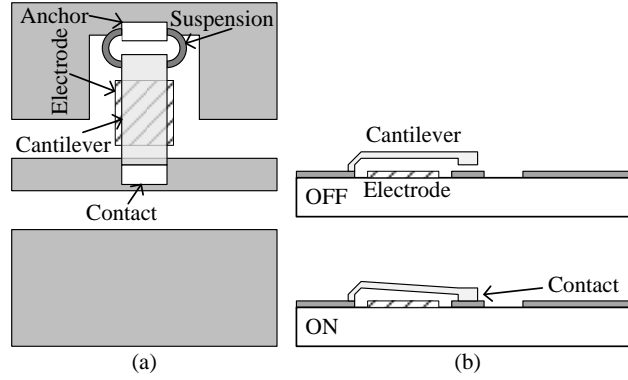 Anchor
Suspension
Electrode
Cantilever
Contact
(a)
Cantilever
Electrode
OFF
Contact
ON
(b)